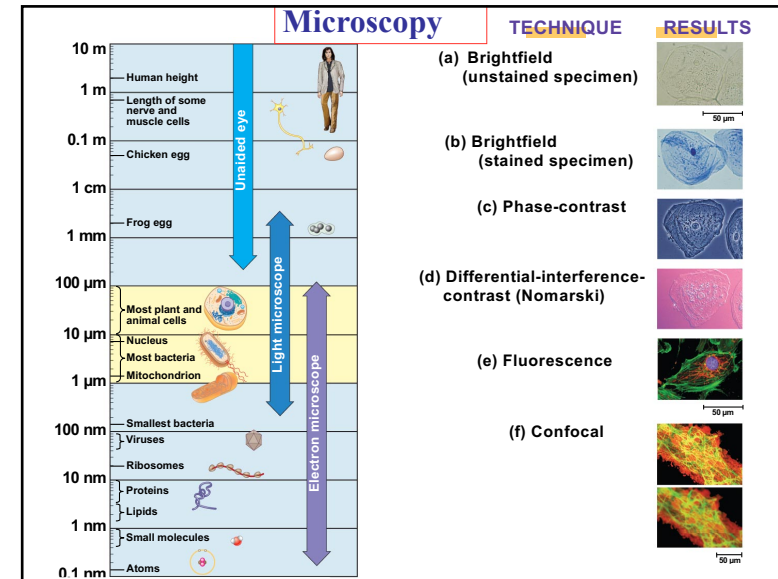 Microscopy
10 m
Human height
1 m
Length of some
nerve and
muscle cells
0.1 m
Chicken egg
1 cm
Frog egg
1 mm
100 µm
Most plant and
animal cells
10 µm
Nucleus
Most bacteria
Mitochondrion
1 µm
Smallest bacteria
100 nm
Viruses
Ribosomes
10 nm
Proteins
Lipids
1 nm
Small molecules
Atoms
0.1 nm
Unaided eye
Light microscope
Electron microscope
TECHNIQUE
RESULTS
(a) Brightfield
(unstained specimen)
50 µm
(b) Brightfield
(stained specimen)
(c) Phase-contrast
(d) Differential-interference-
contrast (Nomarski)
(e) Fluorescence
50 µm
(f) Confocal
50 µm